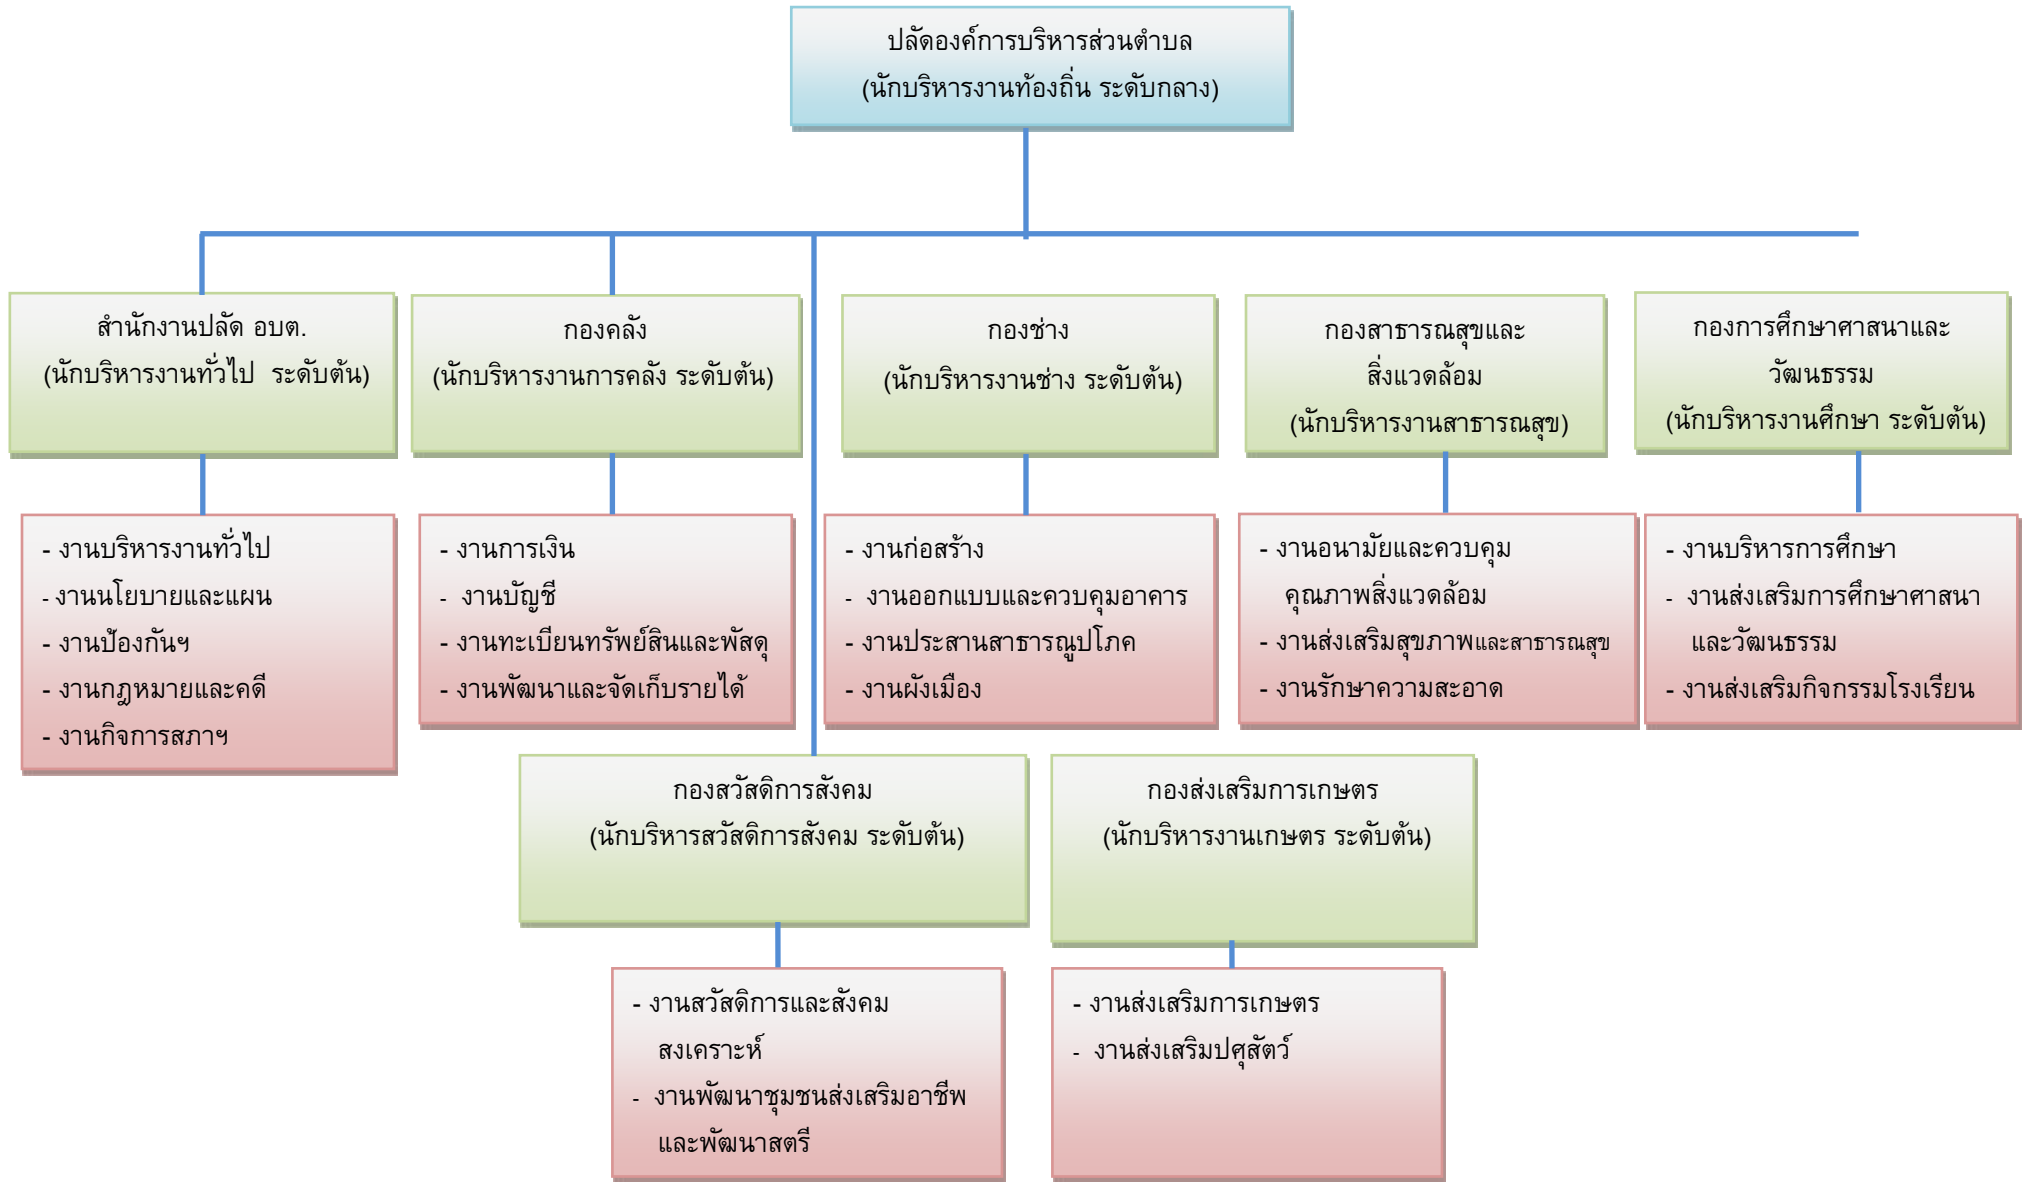 ปลัดองค์การบริหารส่วนตำบล
(นักบริหารงานท้องถิ่น ระดับกลาง)
สำนักงานปลัด อบต.
(นักบริหารงานทั่วไป ระดับต้น)
กองคลัง
(นักบริหารงานการคลัง ระดับต้น)
กองช่าง
(นักบริหารงานช่าง ระดับต้น)
กองสาธารณสุขและ
สิ่งแวดล้อม
(นักบริหารงานสาธารณสุข)
กองการศึกษาศาสนาและ
วัฒนธรรม
(นักบริหารงานศึกษา ระดับต้น)
- งานบริหารงานทั่วไป
- งานนโยบายและแผน
- งานป้องกันฯ
- งานกฎหมายและคดี
- งานกิจการสภาฯ
- งานการเงิน
- งานบัญชี
- งานทะเบียนทรัพย์สินและพัสดุ
- งานพัฒนาและจัดเก็บรายได้
- งานก่อสร้าง
- งานออกแบบและควบคุมอาคาร
- งานประสานสาธารณูปโภค
- งานผังเมือง
- งานอนามัยและควบคุม
คุณภาพสิ่งแวดล้อม
- งานส่งเสริมสุขภาพและสาธารณสุข
- งานรักษาความสะอาด
- งานบริหารการศึกษา
- งานส่งเสริมการศึกษาศาสนา
และวัฒนธรรม
- งานส่งเสริมกิจกรรมโรงเรียน
กองสวัสดิการสังคม
(นักบริหารสวัสดิการสังคม ระดับต้น)
กองส่งเสริมการเกษตร
(นักบริหารงานเกษตร ระดับต้น)
- งานสวัสดิการและสังคม
สงเคราะห์
- งานพัฒนาชุมชนส่งเสริมอาชีพ
และพัฒนาสตรี
- งานส่งเสริมการเกษตร
- งานส่งเสริมปศุสัตว์